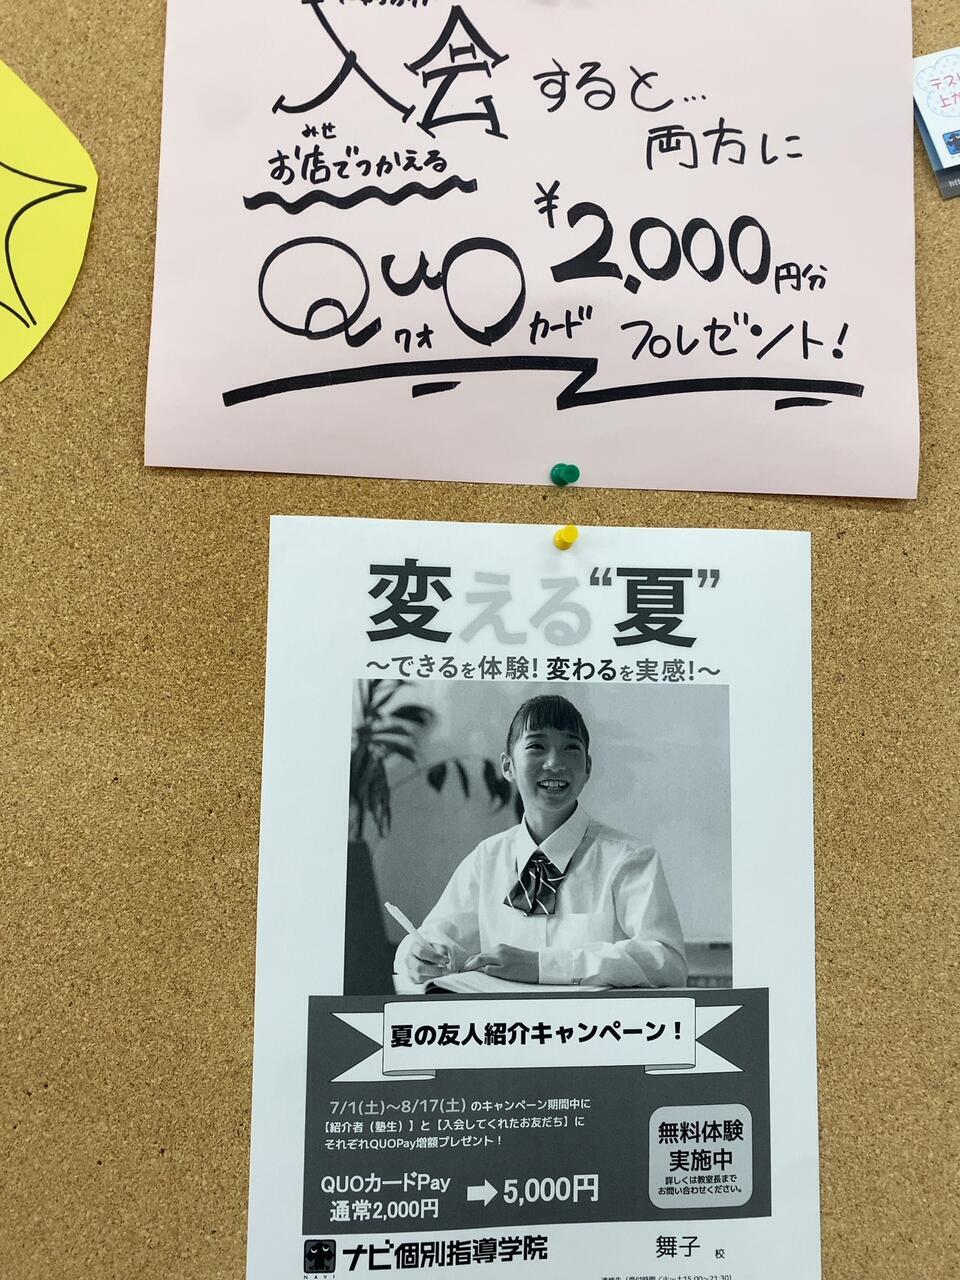 入会すると…
両方に
みせ
お店でつかえる
¥2,000円分
QUO
クオ カード プレゼント!
テスト
上が
変える“夏”
〜できるを体験!変わるを実感!〜
夏の友人紹介キャンペーン!
7/1(土)〜8/17(土)のキャンペーン期間中に
【紹介者(塾生)】と【入会してくれたお友だち】に
それぞれQUOPay増額プレゼント!
QUOカードPay
通常2,000円
➡5,000円
無料体験
実施中
詳しくは教室長まで
お問い合わせください。
NAVI
ナビ個別指導学院
舞子 校